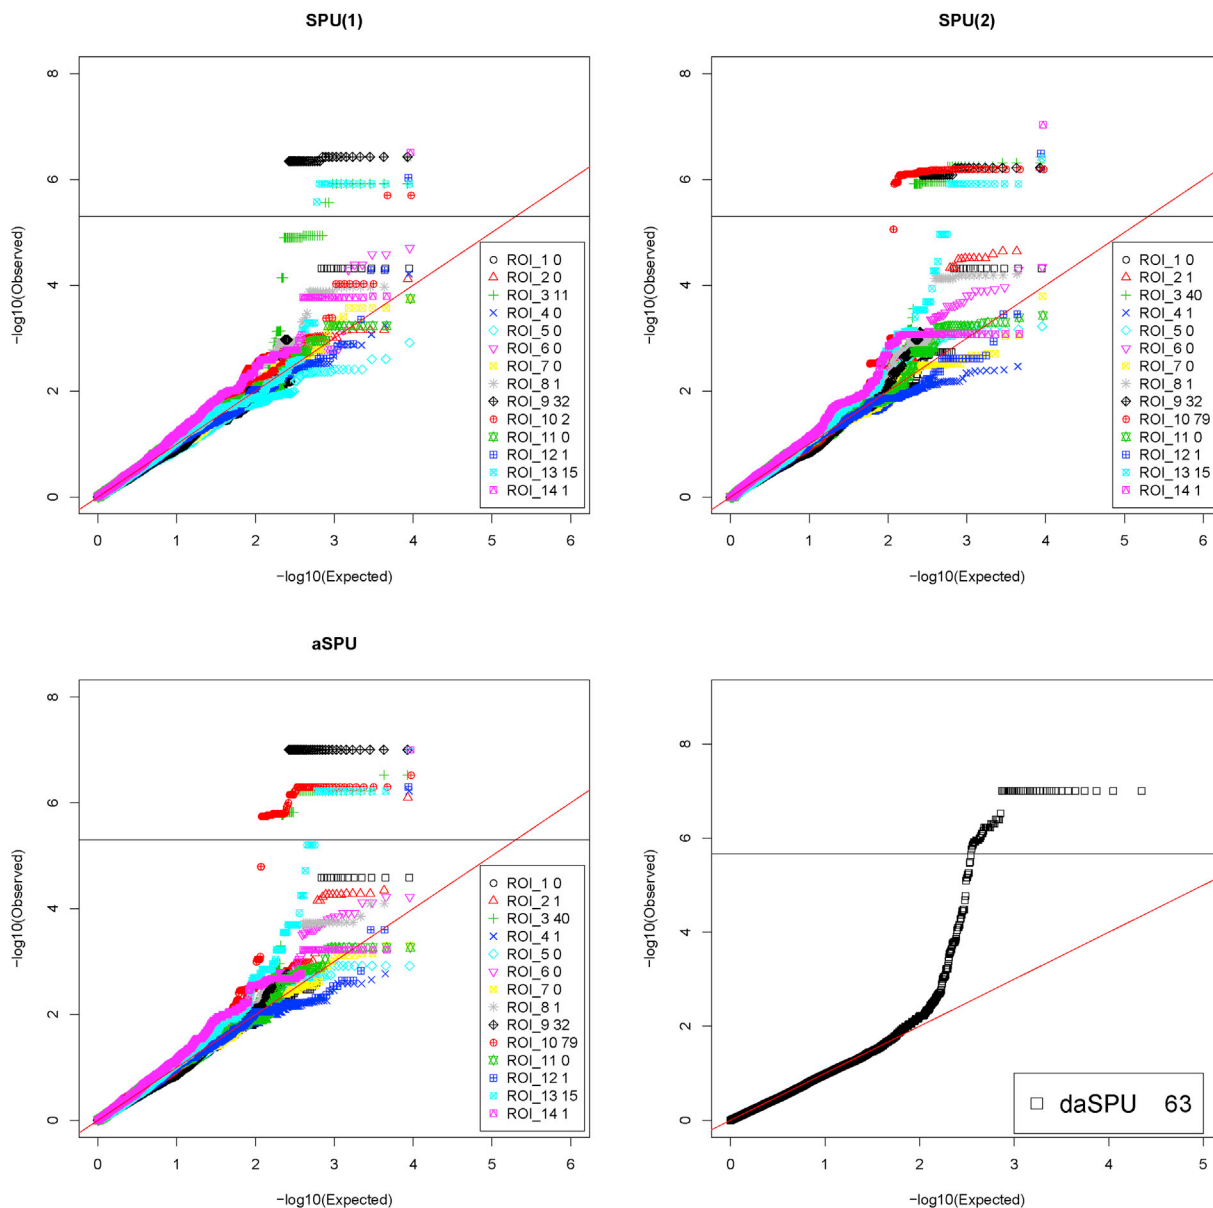 SPU(1)
8
6
4
2
0
−log10(Observed)
ROI_1 0
ROI_2 0
ROI_3 11
ROI_4 0
ROI_5 0
ROI_6 0
ROI_7 0
ROI_8 1
ROI_9 32
ROI_10 2
ROI_11 0
ROI_12 1
ROI_13 15
ROI_14 1
0 1 2 3 4 5 6
−log10(Expected)
SPU(2)
8
6
4
2
0
−log10(Observed)
ROI_1 0
ROI_2 1
ROI_3 40
ROI_4 1
ROI_5 0
ROI_6 0
ROI_7 0
ROI_8 1
ROI_9 32
ROI_10 79
ROI_11 0
ROI_12 1
ROI_13 15
ROI_14 1
0 1 2 3 4 5 6
−log10(Expected)
aSPU
8
6
4
2
0
−log10(Observed)
ROI_1 0
ROI_2 1
ROI_3 40
ROI_4 1
ROI_5 0
ROI_6 0
ROI_7 0
ROI_8 1
ROI_9 32
ROI_10 79
ROI_11 0
ROI_12 1
ROI_13 15
ROI_14 1
0 1 2 3 4 5 6
−log10(Expected)
8
6
4
2
0
−log10(Observed)
daSPU 63
0 1 2 3 4 5
−log10(Expected)